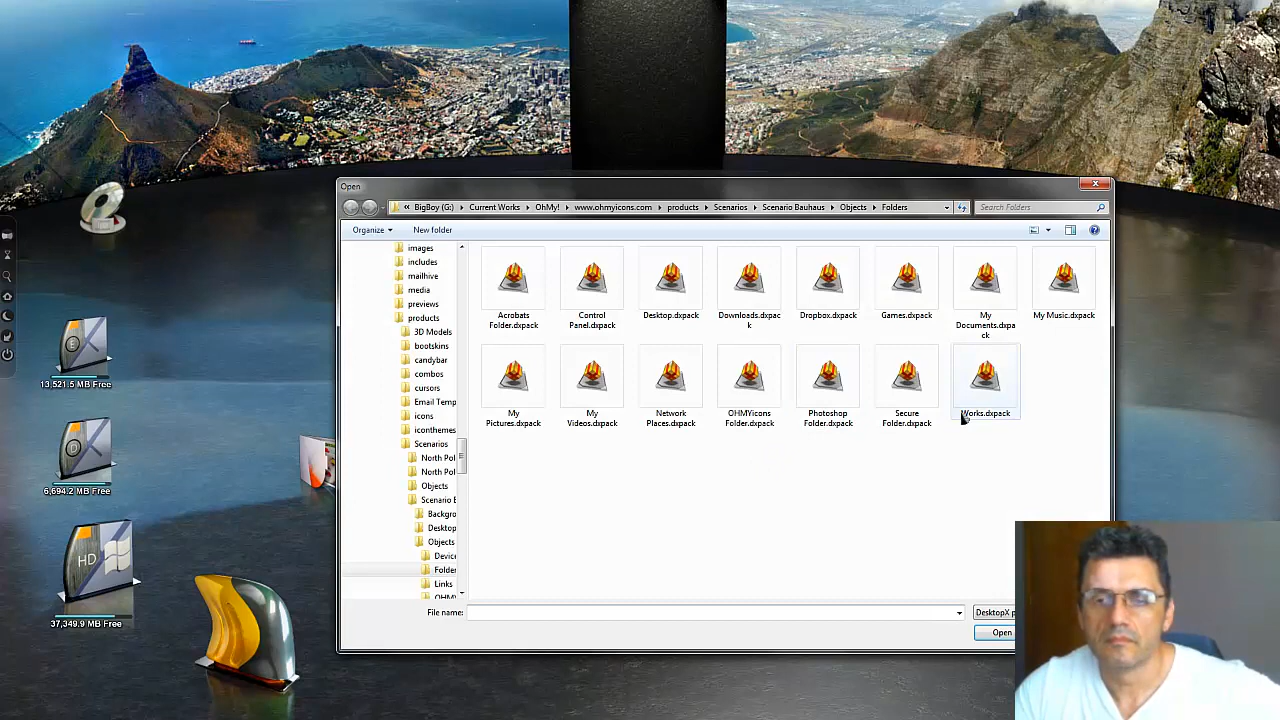 Open
« BigBoy (G:) ▸ Current Works ▸ OhMy! ▸ www.ohmyicons.com ▸ products ▸ Scenarios ▸ Scenario Bauhaus ▸ Objects ▸ Folders
Search Folders
Organize
New folder
images
includes
mailhive
media
previews
products
3D Models
bootskins
candybar
combos
cursors
Email Temp
icons
iconthemes
Scenarios
North Pol
North Pol
Objects
Scenario B
Backgro
Desktop
Objects
Device
Folder
Links
OHMY
Acrobats
Folder.dxpack
Control
Panel.dxpack
Desktop.dxpack
Downloads.dxpac
k
Dropbox.dxpack
Games.dxpack
My
Documents.dxpa
ck
My Music.dxpack
My
Pictures.dxpack
My
Videos.dxpack
Network
Places.dxpack
OHMYicons
Folder.dxpack
Photoshop
Folder.dxpack
Secure
Folder.dxpack
Works.dxpack
File name:
DesktopX p
Open
E
13,521.5 MB Free
D
6,694.2 MB Free
HD
37,349.9 MB Free